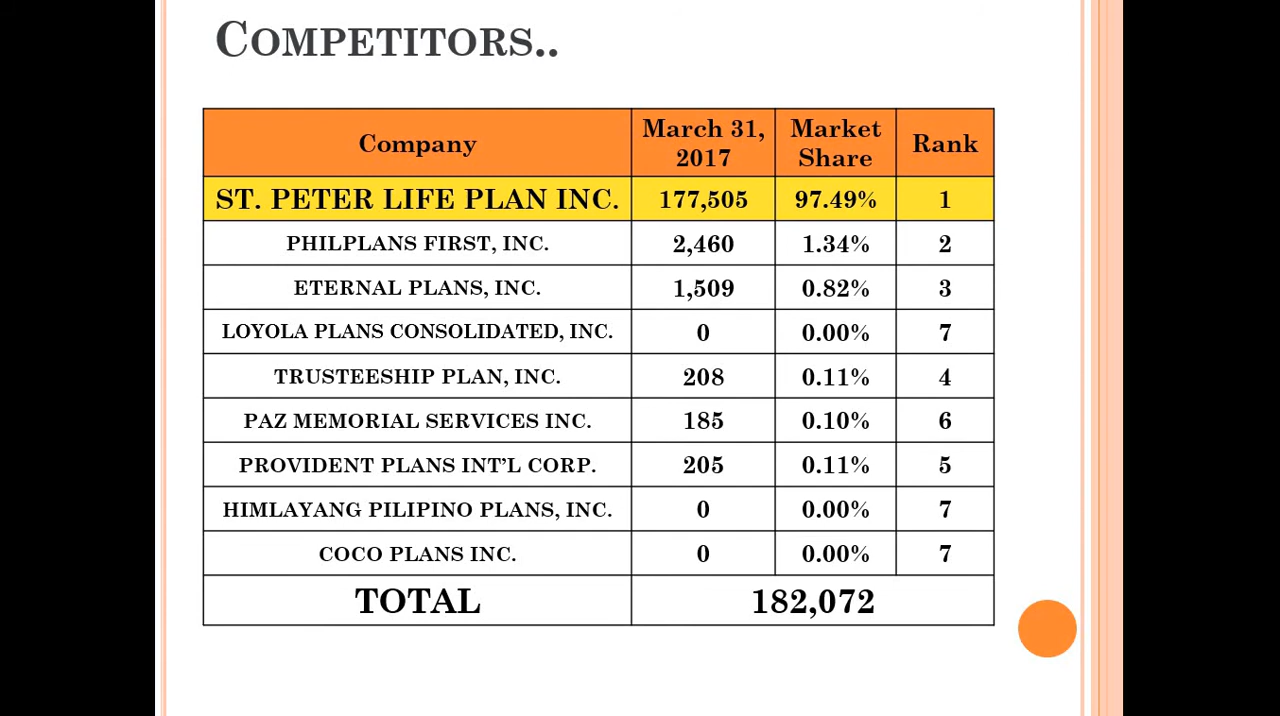 COMPETITORS..
Company March 31, 2017 Market Share Rank
ST. PETER LIFE PLAN INC. 177,505 97.49% 1
PHILPLANS FIRST, INC. 2,460 1.34% 2
ETERNAL PLANS, INC. 1,509 0.82% 3
LOYOLA PLANS CONSOLIDATED, INC. 0 0.00% 7
TRUSTEESHIP PLAN, INC. 208 0.11% 4
PAZ MEMORIAL SERVICES INC. 185 0.10% 6
PROVIDENT PLANS INT'L CORP. 205 0.11% 5
HIMLAYANG PILIPINO PLANS, INC. 0 0.00% 7
COCO PLANS INC. 0 0.00% 7
TOTAL 182,072